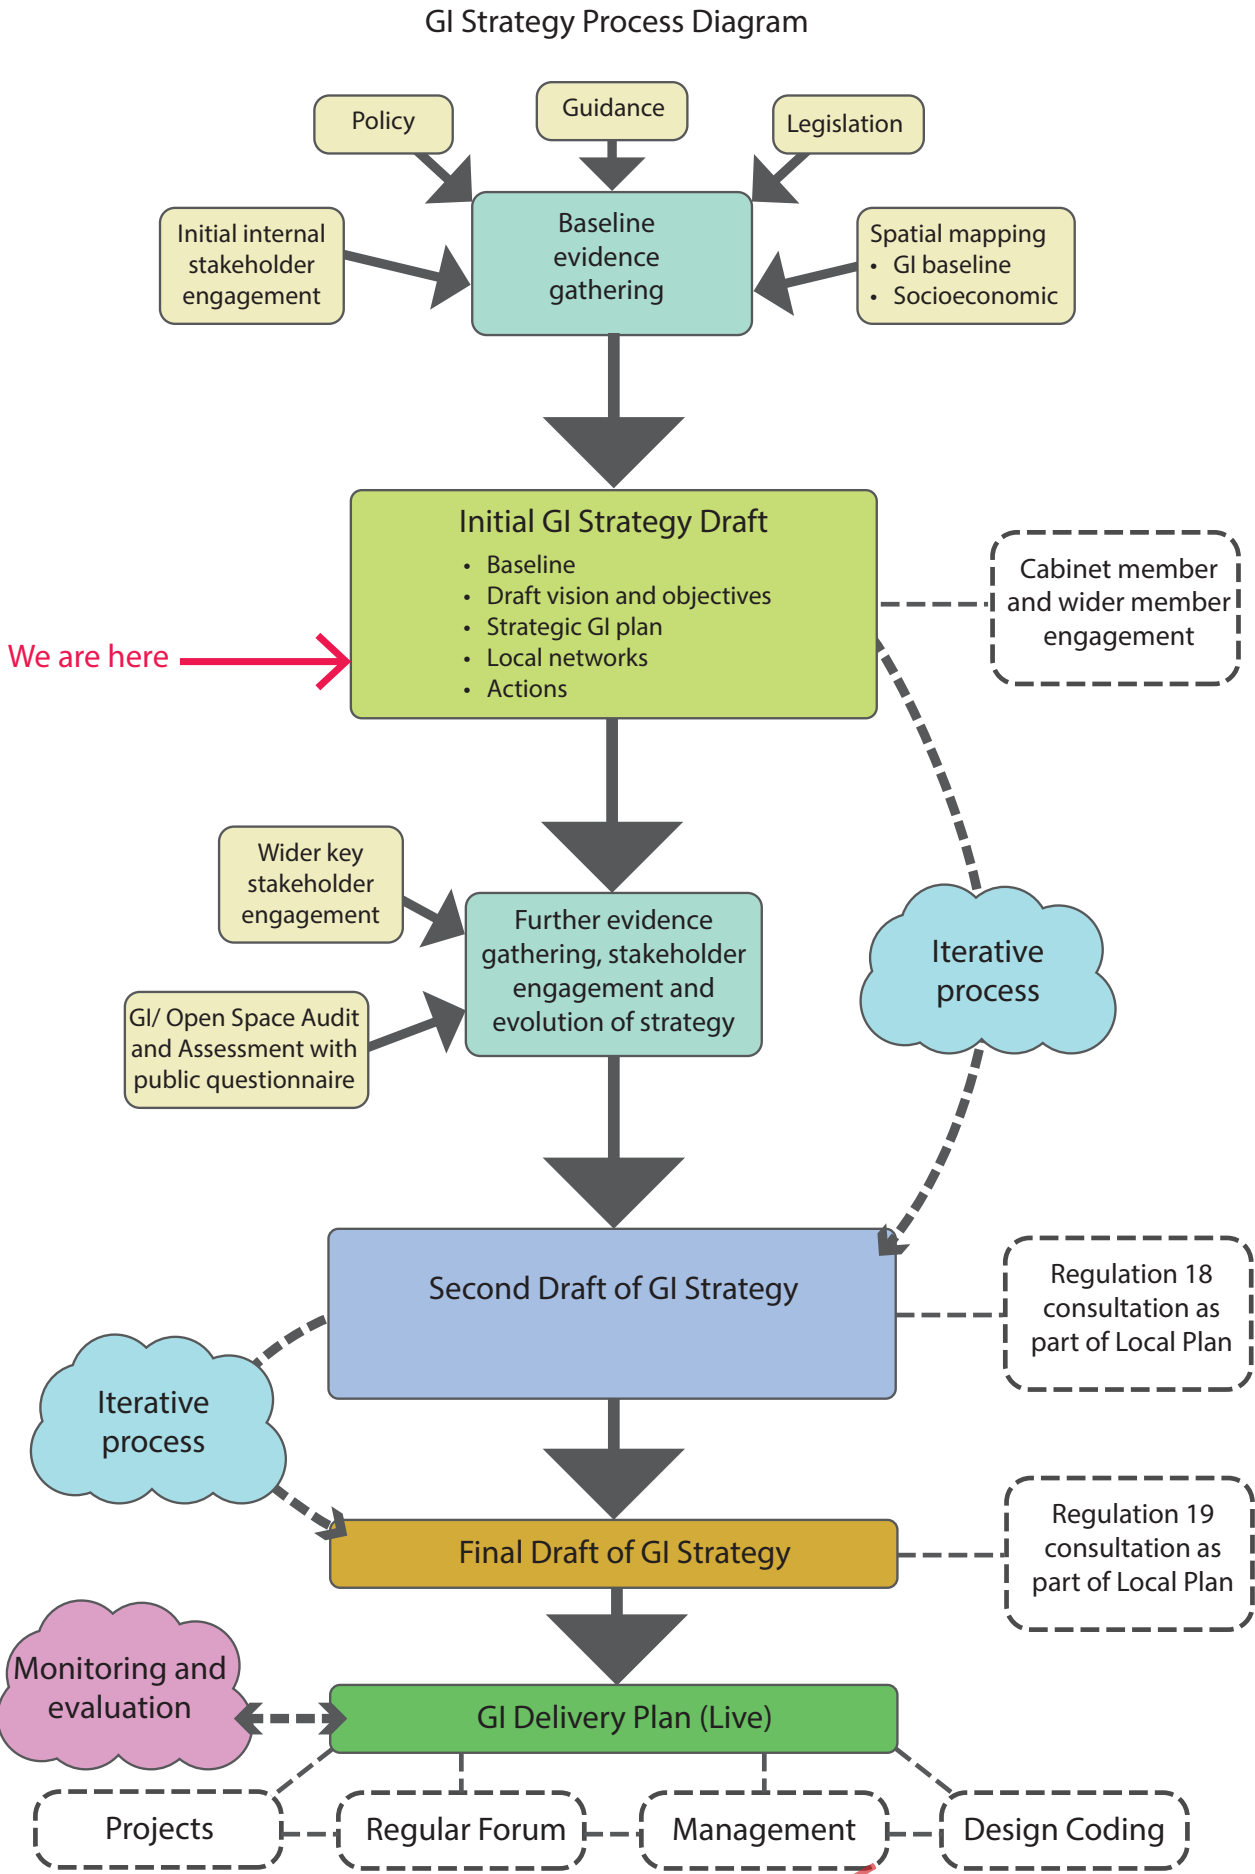 GI Strategy Process Diagram
Policy
Guidance
Legislation
Initial internal
stakeholder
engagement
Baseline
evidence
gathering
Spatial mapping
• GI baseline
• Socioeconomic
Initial GI Strategy Draft
• Baseline
• Draft vision and objectives
• Strategic GI plan
• Local networks
• Actions
Cabinet member
and wider member
engagement
We are here
Wider key
stakeholder
engagement
Further evidence
gathering, stakeholder
engagement and
evolution of strategy
Iterative
process
GI/ Open Space Audit
and Assessment with
public questionnaire
Second Draft of GI Strategy
Regulation 18
consultation as
part of Local Plan
Iterative
process
Final Draft of GI Strategy
Regulation 19
consultation as
part of Local Plan
Monitoring and
evaluation
GI Delivery Plan (Live)
Projects
Regular Forum
Management
Design Coding